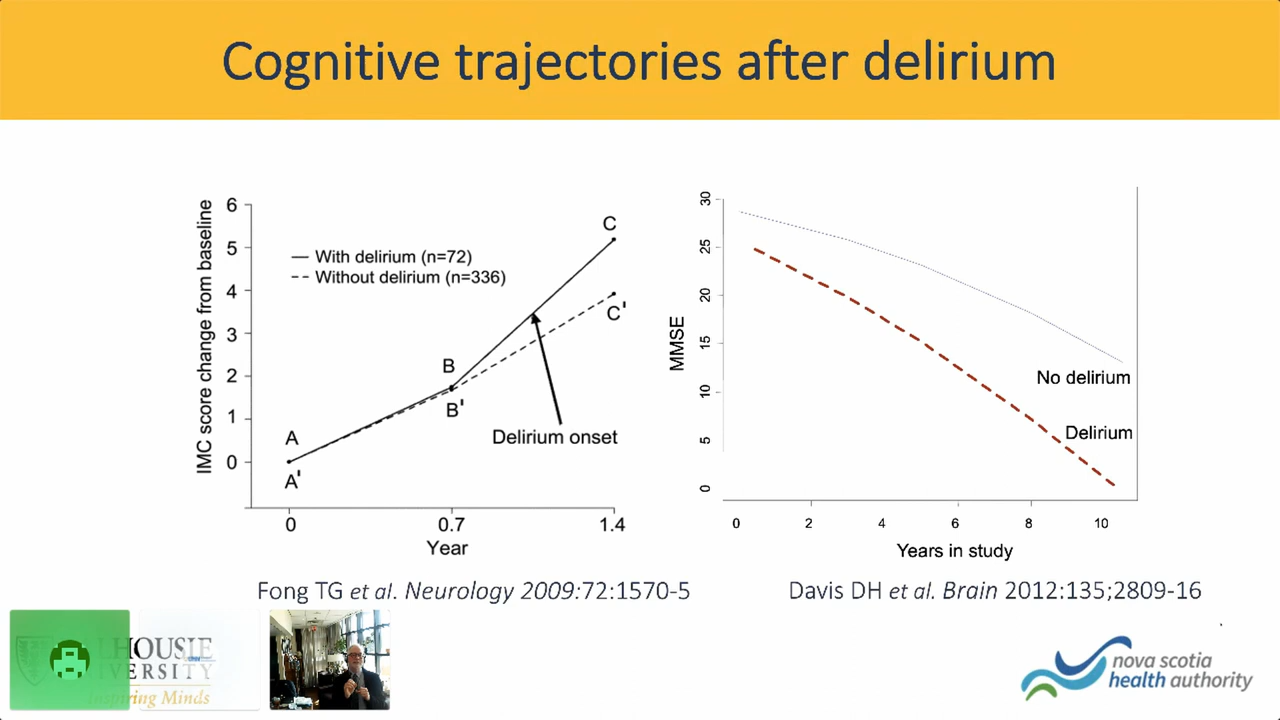 Cognitive trajectories after delirium
IMC score change from baseline
6
5
4
3
2
1
0
With delirium (n=72)
Without delirium (n=336)
A
A'
B
B'
C
C'
Delirium onset
0
0.7
1.4
Year
MMSE
30
25
20
15
10
5
0
No delirium
Delirium
0
2
4
6
8
10
Years in study
Fong TG et al. Neurology 2009:72:1570-5
Davis DH et al. Brain 2012:135;2809-16
Inspiring Minds
nova scotia
health authority